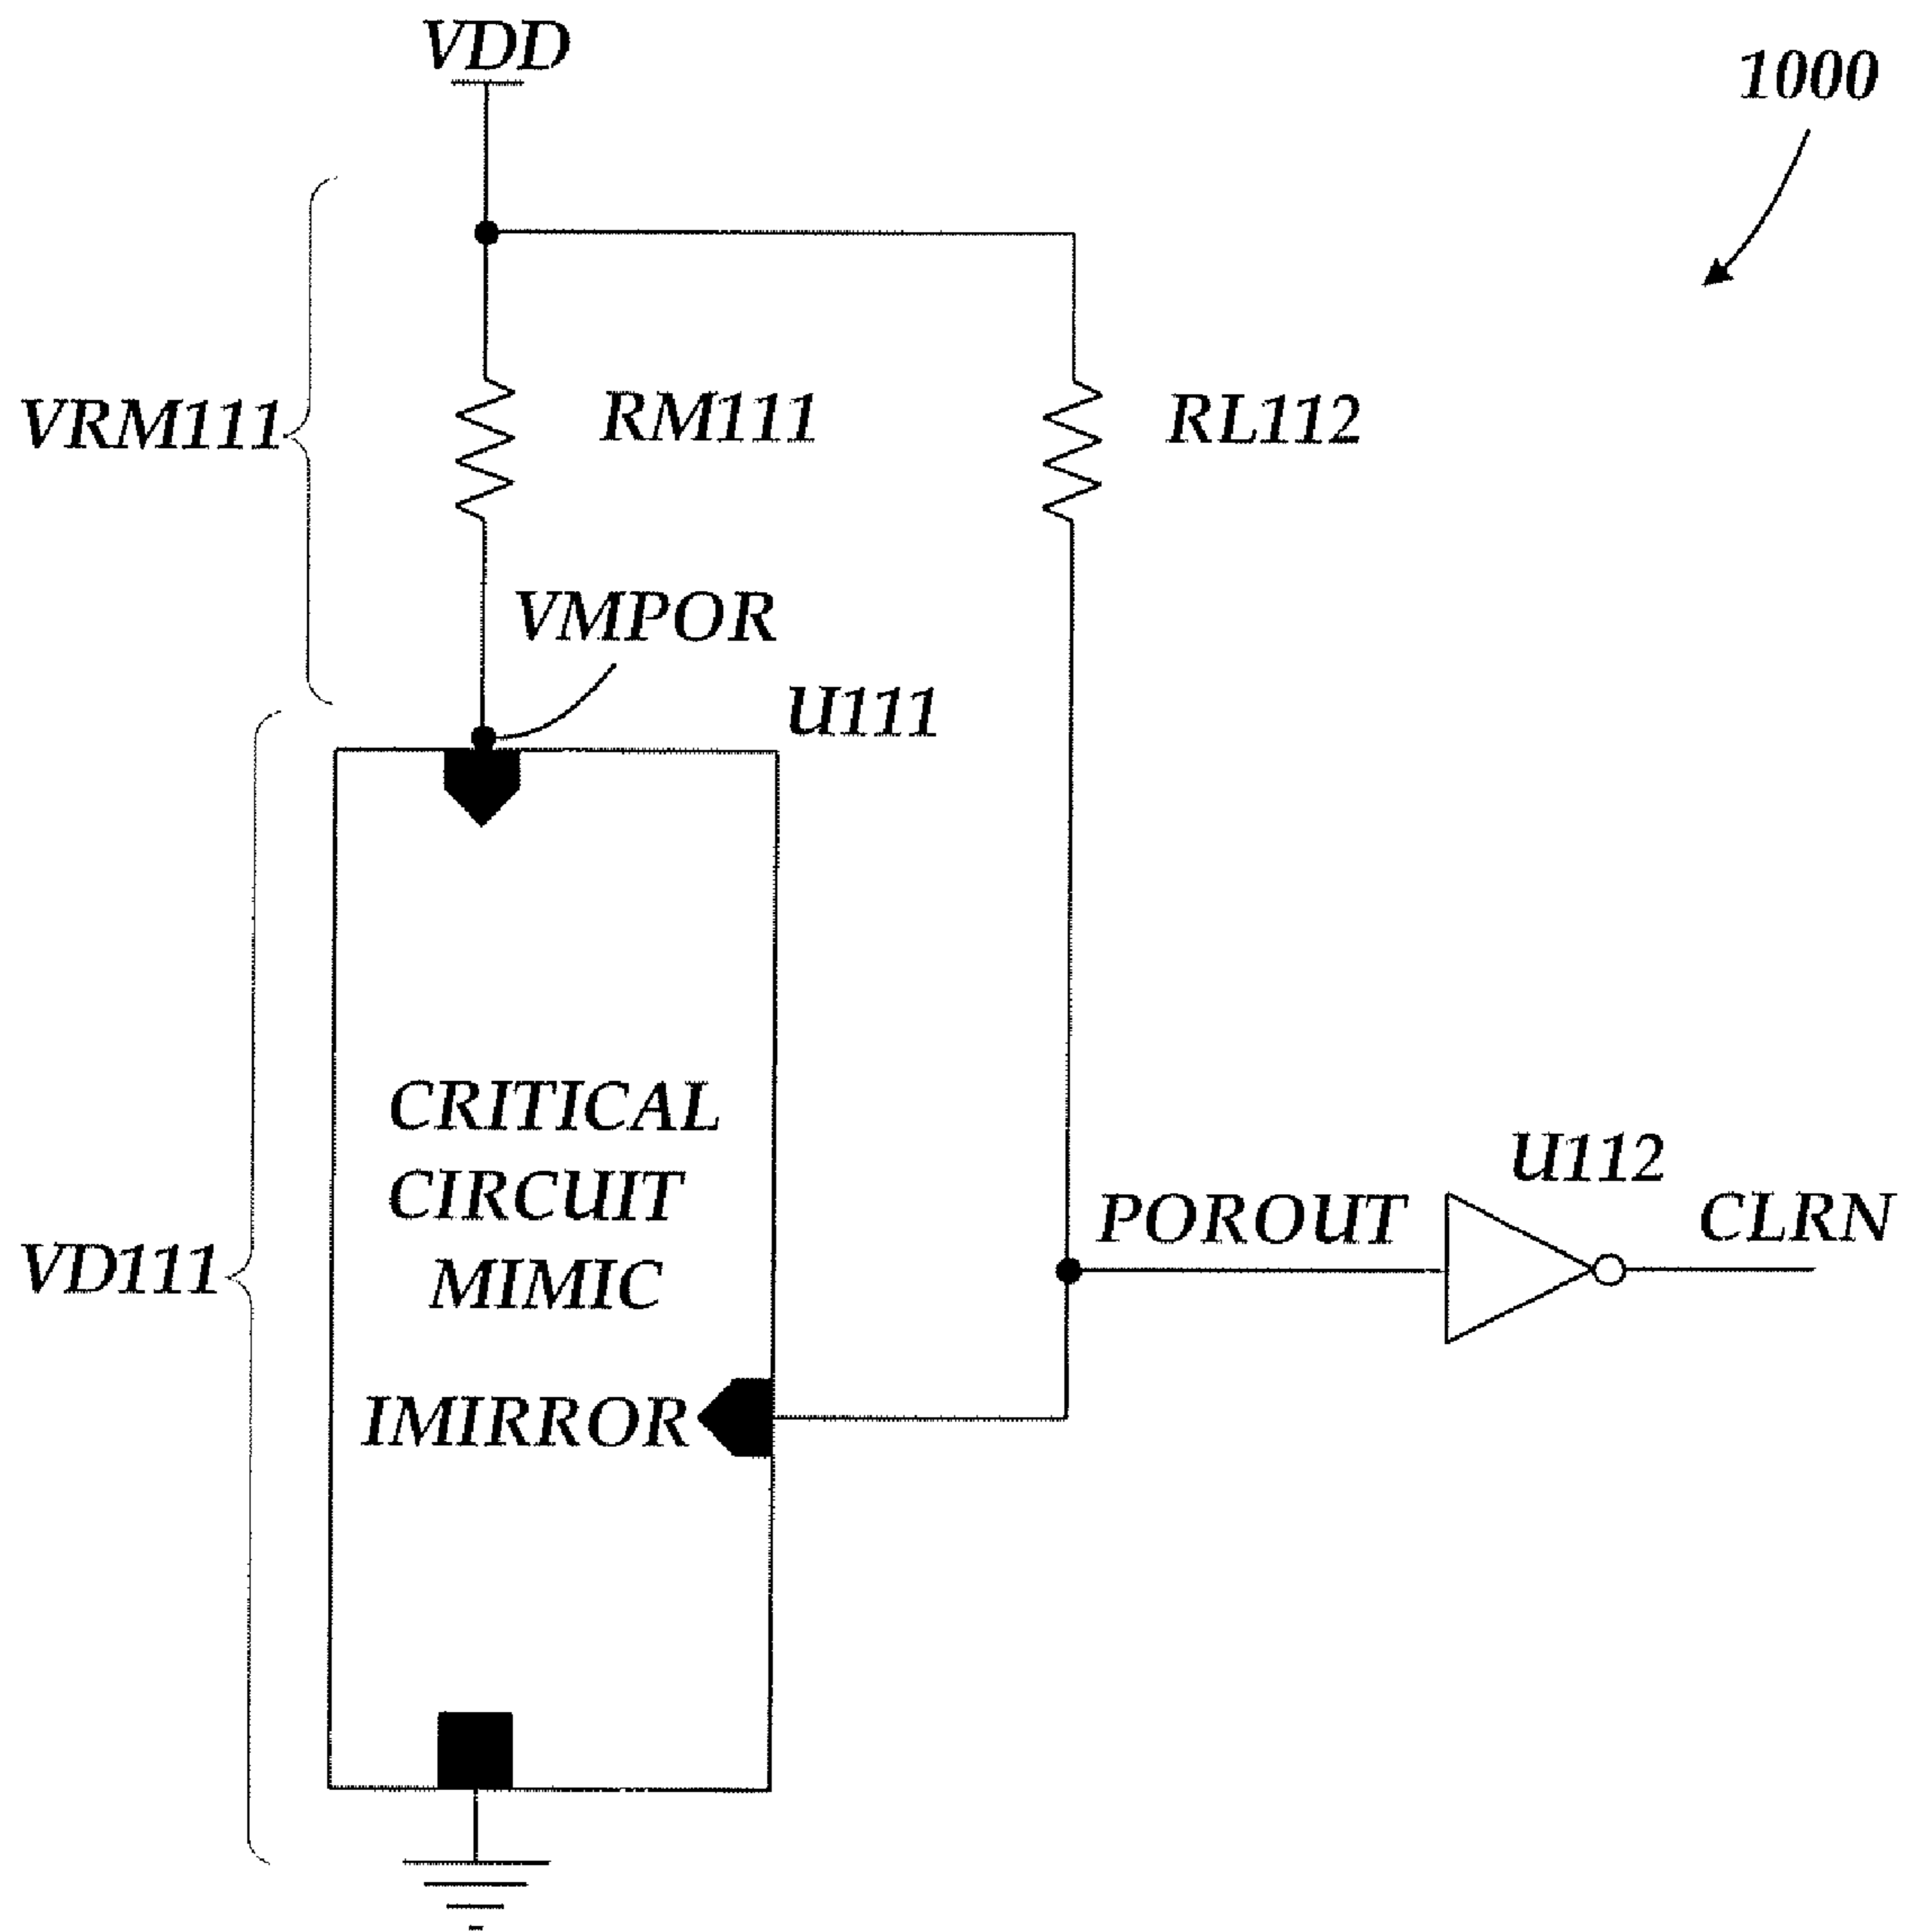 VDD
1000
VRM111
RM111
RL112
VMPOR
U111
CRITICAL
CIRCUIT
MIMIC
U112
POROUT
CLRN
VD111
IMIRROR